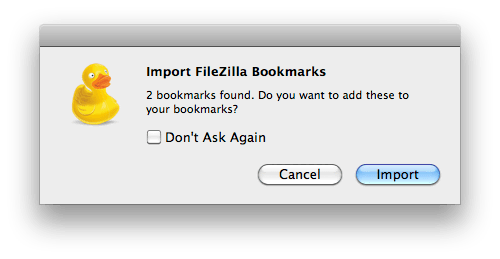 Import FileZilla Bookmarks
2 bookmarks found. Do you want to add these to
your bookmarks?
Don't Ask Again
Cancel Import